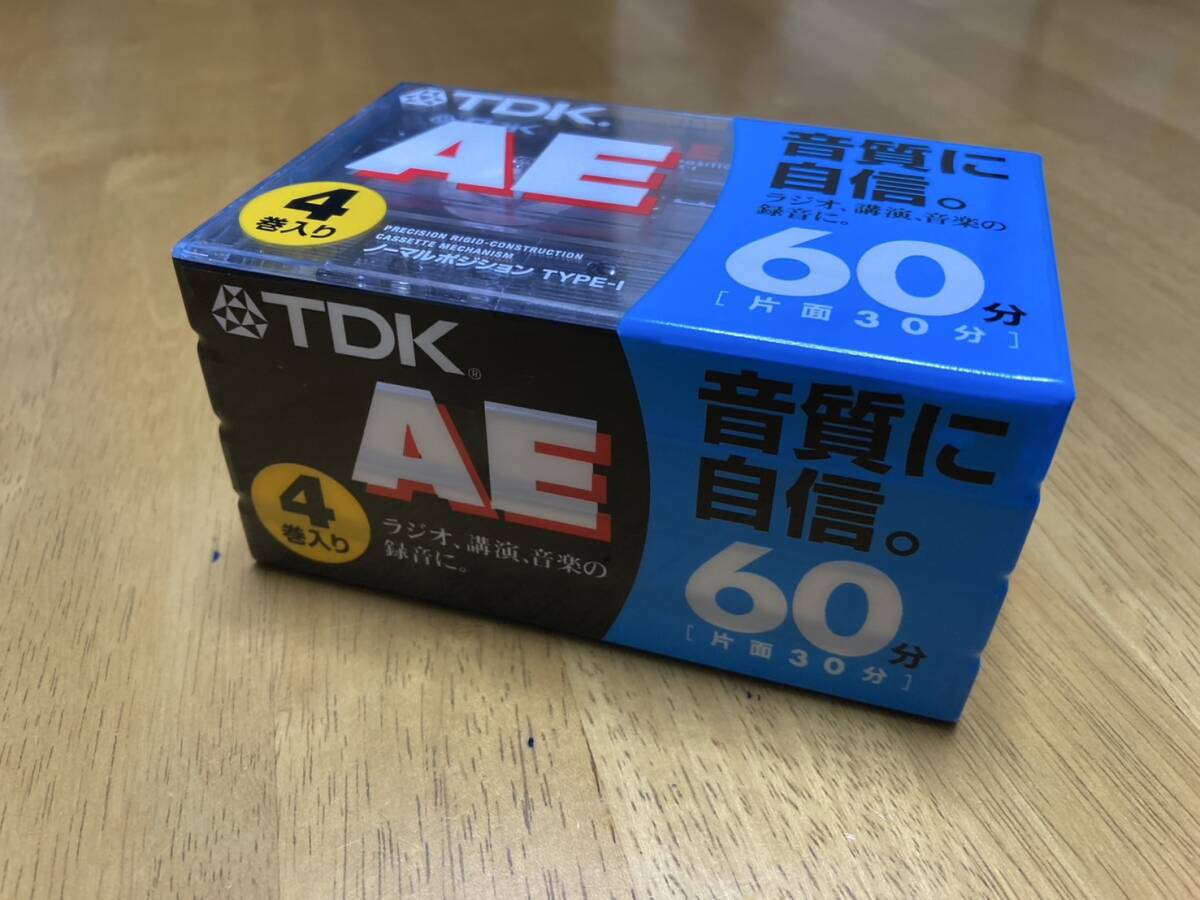 TDK®
AE
4
巻入り
PRECISION RIGID-CONSTRUCTION
CASSETTE MECHANISM
ノーマルポジション TYPE-I
音質に
自信。
ラジオ、講演、音楽の
録音に。
60分
[片面30分]
TDK®
AE
4
巻入り
ラジオ、講演、音楽の
録音に。
音質に
自信。
60分
[片面30分]